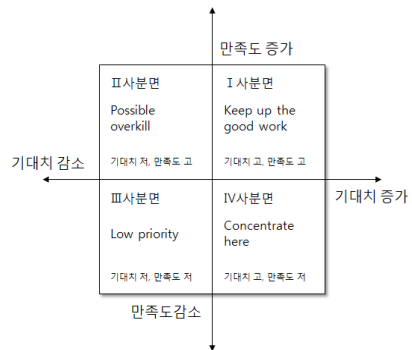 만족도 증가
Ⅱ사분면
Possible
overkill
기대치 저, 만족도 고
Ⅰ사분면
Keep up the
good work
기대치 고, 만족도 고
기대치 감소
기대치 증가
Ⅲ사분면
Low priority
기대치 저, 만족도 저
Ⅳ사분면
Concentrate
here
기대치 고, 만족도 저
만족도감소